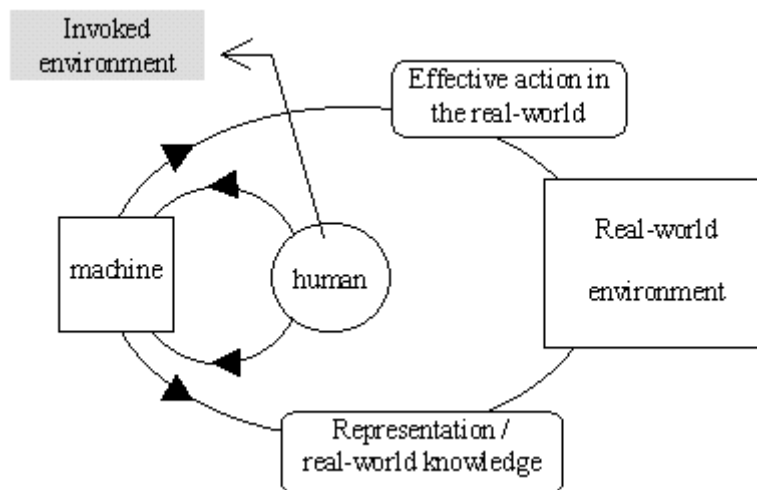 Invoked
environment
Effective action in
the real-world
machine
human
Real-world
environment
Representation /
real-world knowledge